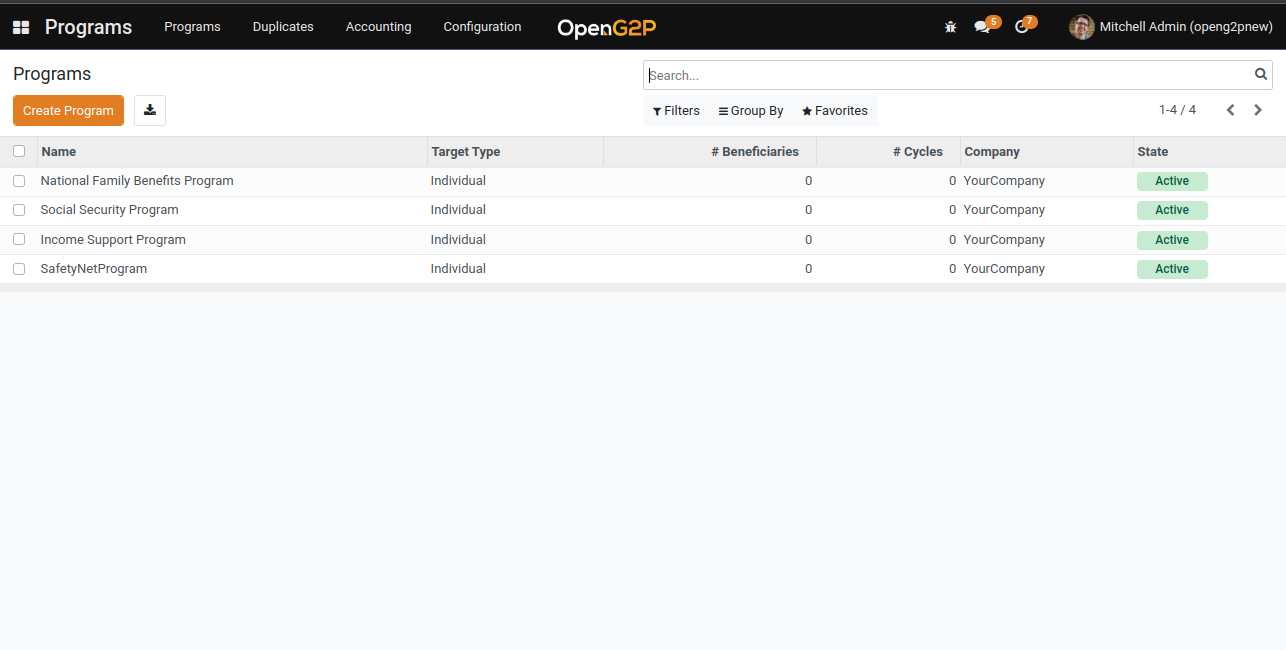 Programs Programs Duplicates Accounting Configuration OpenG2P 5 7 Mitchell Admin (openg2pnew)
Programs Search...
Create Program Filters Group By Favorites 1-4 / 4
Name Target Type # Beneficiaries # Cycles Company State
National Family Benefits Program Individual 0 0 YourCompany Active
Social Security Program Individual 0 0 YourCompany Active
Income Support Program Individual 0 0 YourCompany Active
SafetyNetProgram Individual 0 0 YourCompany Active